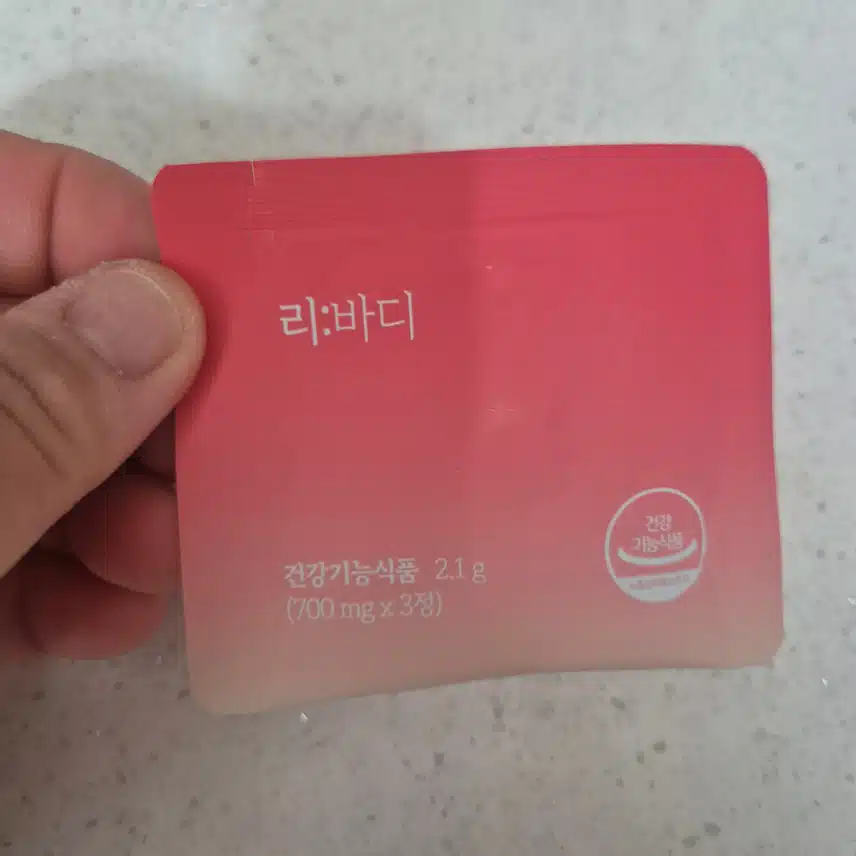 리:바디
건강기능식품 2.1 g
(700 mg x 3정)
건강
기능식품